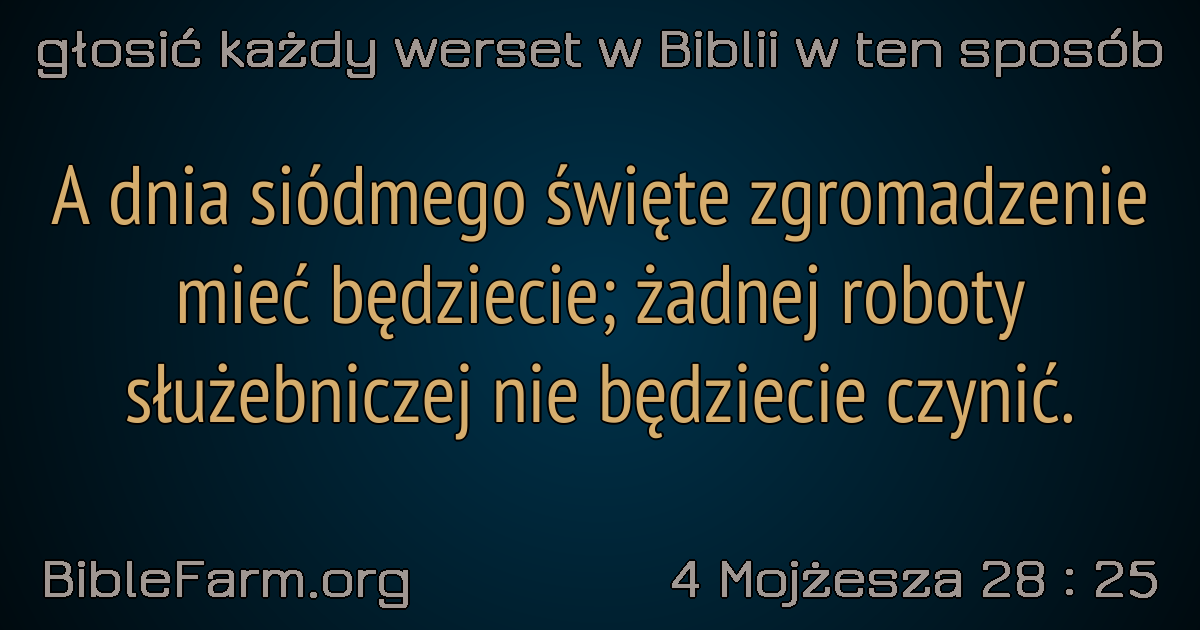 głosić każdy werset w Biblii w ten sposób
A dnia siódmego święte zgromadzenie
mieć będziecie; żadnej roboty
służebniczej nie będziecie czynić.
BibleFarm.org
4 Mojżesza 28 : 25